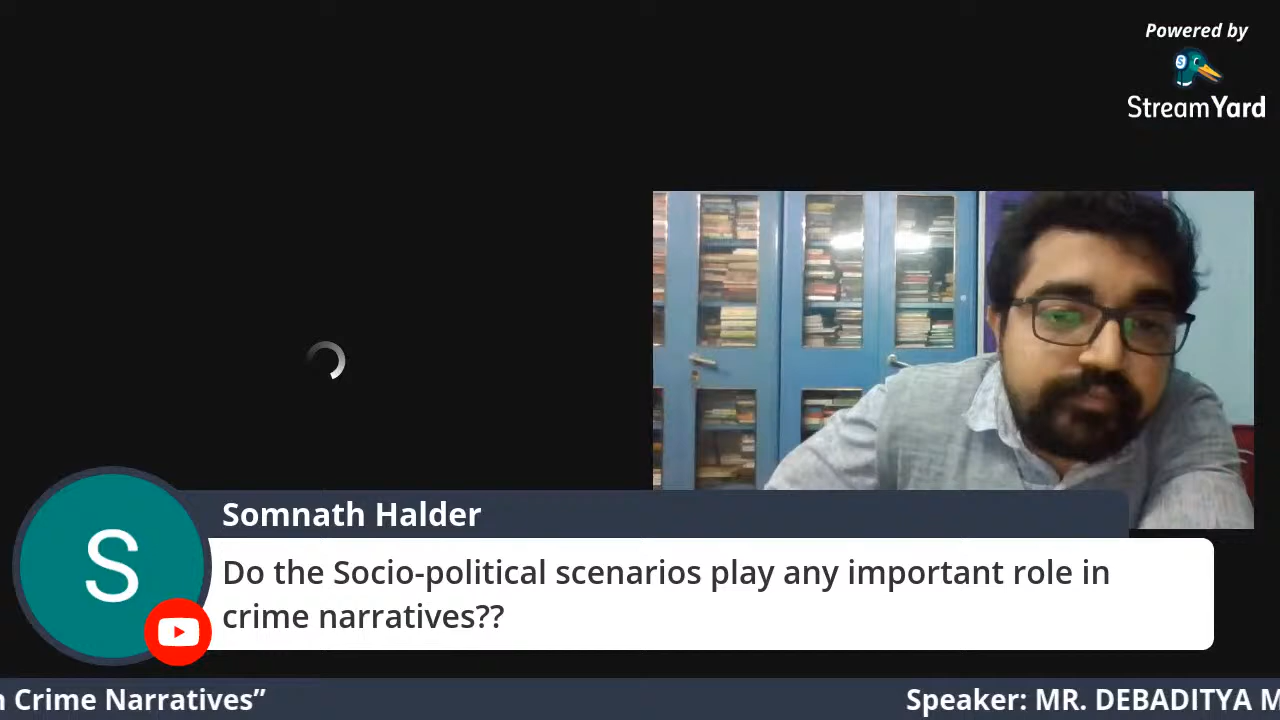 Powered by
StreamYard
Somnath Halder
Do the Socio-political scenarios play any important role in
crime narratives??
Crime Narratives” Speaker: MR. DEBADITYA